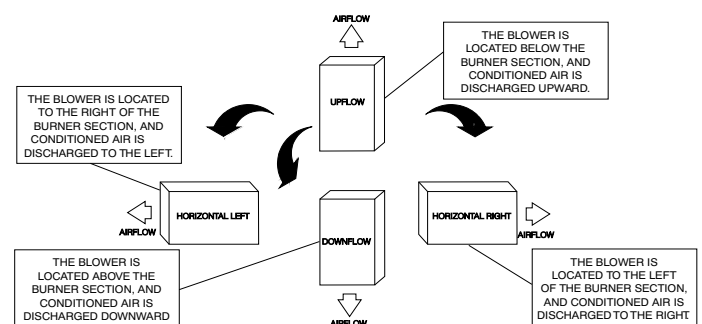 AIRFLOW
THE BLOWER IS
LOCATED BELOW THE
BURNER SECTION, AND
CONDITIONED AIR IS
DISCHARGED UPWARD.
UPFLOW
THE BLOWER IS LOCATED
TO THE RIGHT OF THE
BURNER SECTION, AND
CONDITIONED AIR IS
DISCHARGED TO THE LEFT.
HORIZONTAL LEFT
AIRFLOW
HORIZONTAL RIGHT
AIRFLOW
DOWNFLOW
THE BLOWER IS
LOCATED ABOVE THE
BURNER SECTION, AND
CONDITIONED AIR IS
DISCHARGED DOWNWARD
THE BLOWER IS
LOCATED TO THE LEFT
OF THE BURNER SECTION,
AND CONDITIONED AIR IS
DISCHARGED TO THE RIGHT.
AIRFLOW